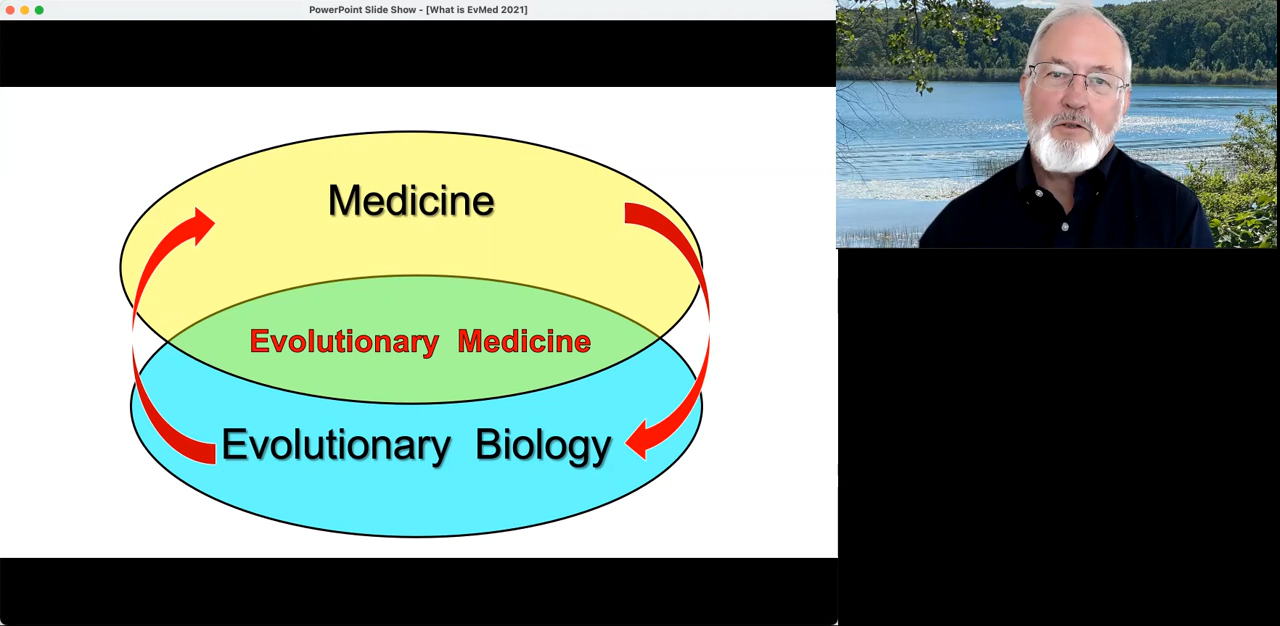 PowerPoint Slide Show - [What is EvMed 2021]
Medicine
Evolutionary Medicine
Evolutionary Biology